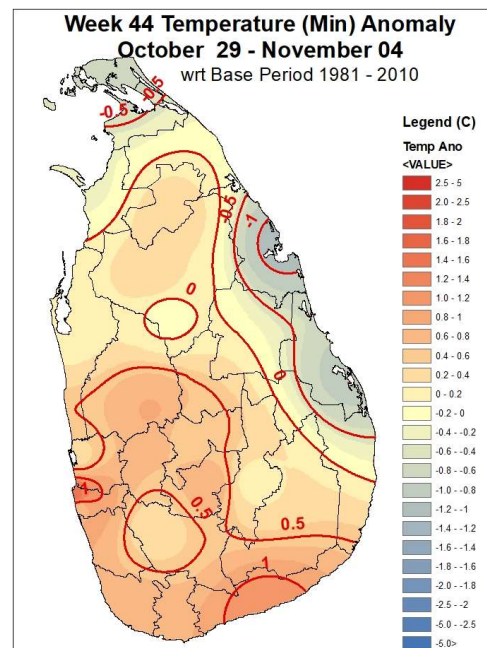 Week 44 Temperature (Min) Anomaly
October 29 - November 04
wrt Base Period 1981 - 2010
-0.5
-0.5
-0.5
-1
0
0
0.5
0.5
1
1
Legend (C)
Temp Ano
<VALUE>
2.5 - 5
2.0 - 2.5
1.8 - 2
1.6 - 1.8
1.4 - 1.6
1.2 - 1.4
1.0 - 1.2
0.8 - 1
0.6 - 0.8
0.4 - 0.6
0.2 - 0.4
0 - 0.2
-0.2 - 0
-0.4 - -0.2
-0.6 - -0.4
-0.8 - -0.6
-1.0 - -0.8
-1.2 - -1
-1.4 - -1.2
-1.6 - -1.4
-1.8 - -1.6
-2.0 - -1.8
-2.5 - -2
-5.0 - -2.5
-5.0>